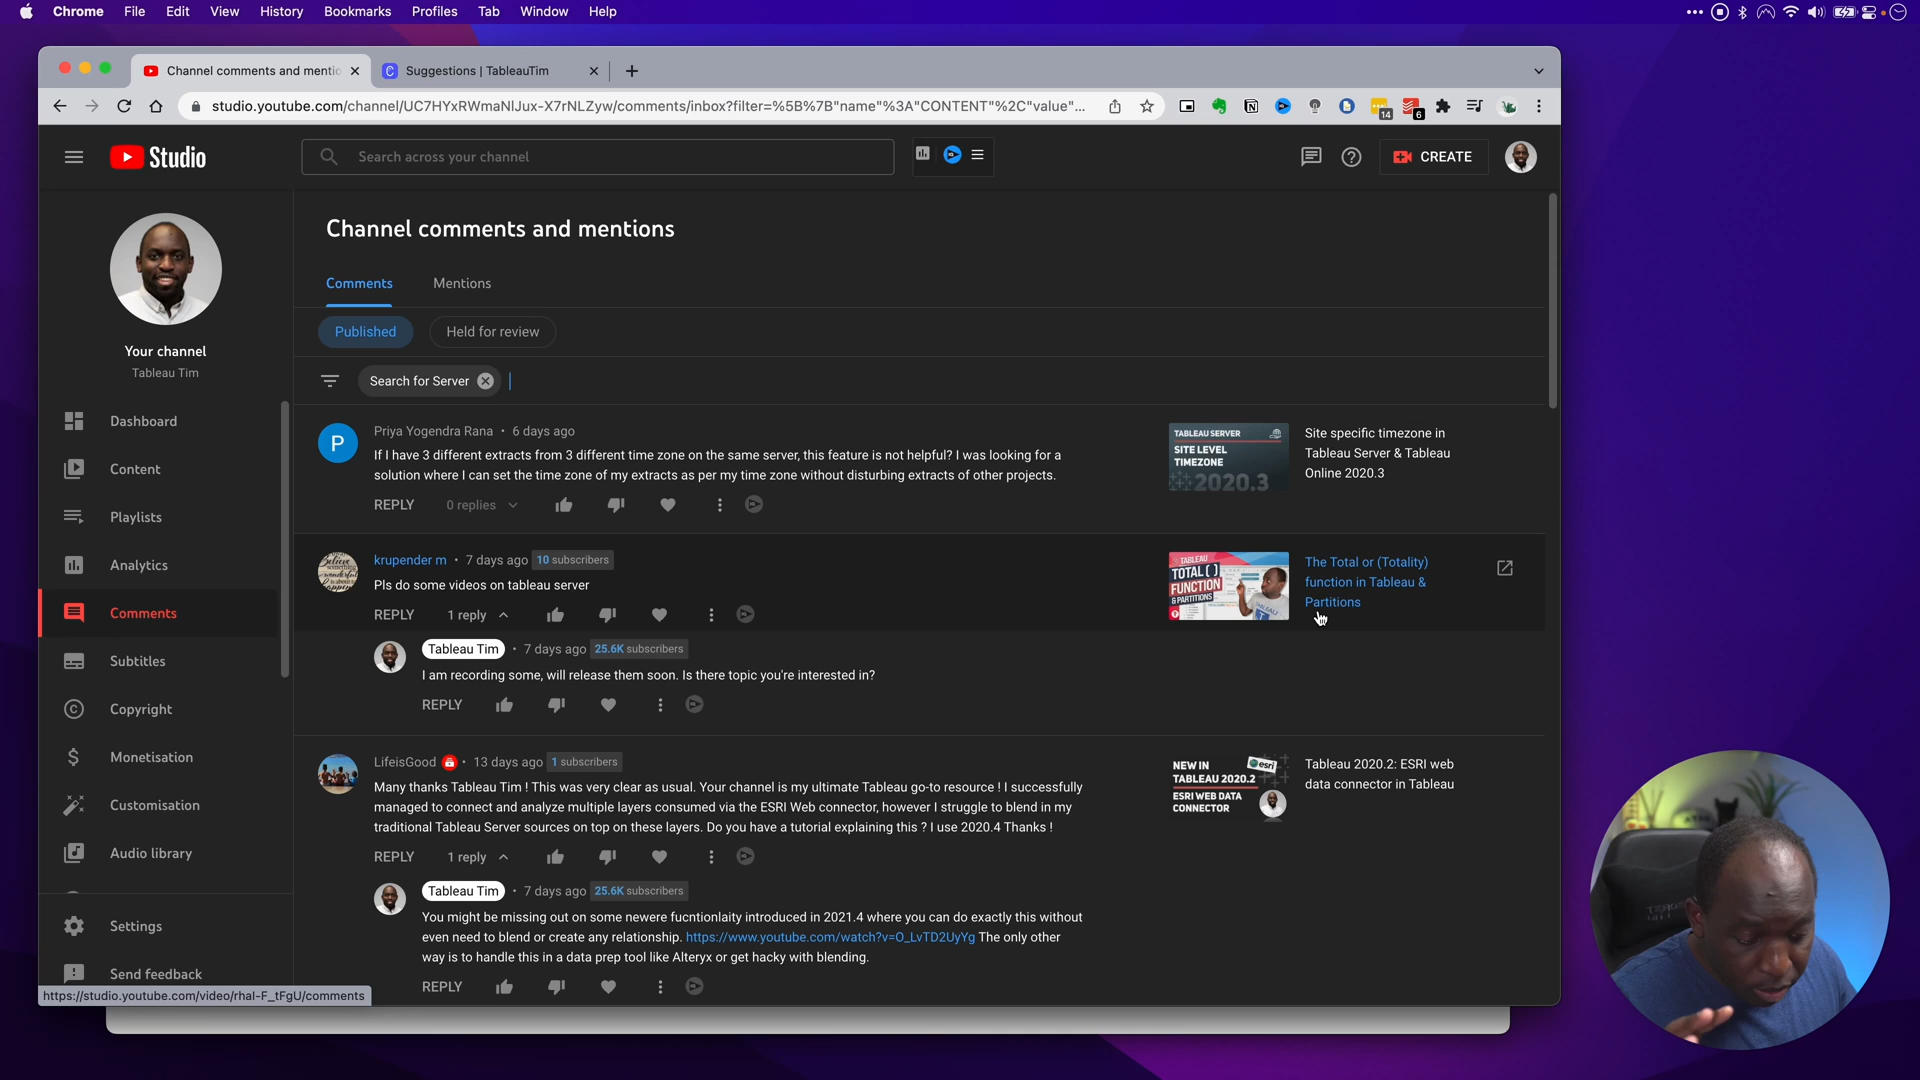 Chrome File Edit View History Bookmarks Profiles Tab Window Help
Channel comments and mentio
Suggestions | TableauTim
studio.youtube.com/channel/UC7HYxRWmaNlJux-X7rNLZyw/comments/inbox?filter=%5B%7B"name"%3A"CONTENT"%2C"value"...
14
6
Studio
Search across your channel
CREATE
Your channel
Tableau Tim
Dashboard
Content
Playlists
Analytics
Comments
Subtitles
Copyright
Monetisation
Customisation
Audio library
Settings
Send feedback
https://studio.youtube.com/video/rhal-F_tFgU/comments
Channel comments and mentions
Comments Mentions
Published Held for review
Search for Server
P
Priya Yogendra Rana • 6 days ago
If I have 3 different extracts from 3 different time zone on the same server, this feature is not helpful? I was looking for a
solution where I can set the time zone of my extracts as per my time zone without disturbing extracts of other projects.
REPLY 0 replies
TABLEAU SERVER
SITE LEVEL
TIMEZONE
2020.3
Site specific timezone in
Tableau Server & Tableau
Online 2020.3
krupender m • 7 days ago 10 subscribers
Pls do some videos on tableau server
REPLY 1 reply
TABLEAU
TOTAL( )
FUNCTION
& PARTITIONS
The Total or (Totality)
function in Tableau &
Partitions
Tableau Tim • 7 days ago 25.6K subscribers
I am recording some, will release them soon. Is there topic you're interested in?
REPLY
LifeisGood • 13 days ago 1 subscribers
Many thanks Tableau Tim ! This was very clear as usual. Your channel is my ultimate Tableau go-to resource ! I successfully
managed to connect and analyze multiple layers consumed via the ESRI Web connector, however I struggle to blend in my
traditional Tableau Server sources on top on these layers. Do you have a tutorial explaining this ? I use 2020.4 Thanks !
REPLY 1 reply
NEW IN
TABLEAU 2020.2
ESRI WEB DATA
CONNECTOR
esri
Tableau 2020.2: ESRI web
data connector in Tableau
Tableau Tim • 7 days ago 25.6K subscribers
You might be missing out on some newere fucntionlaity introduced in 2021.4 where you can do exactly this without
even need to blend or create any relationship. https://www.youtube.com/watch?v=O_LvTD2UyYg The only other
way is to handle this in a data prep tool like Alteryx or get hacky with blending.
REPLY